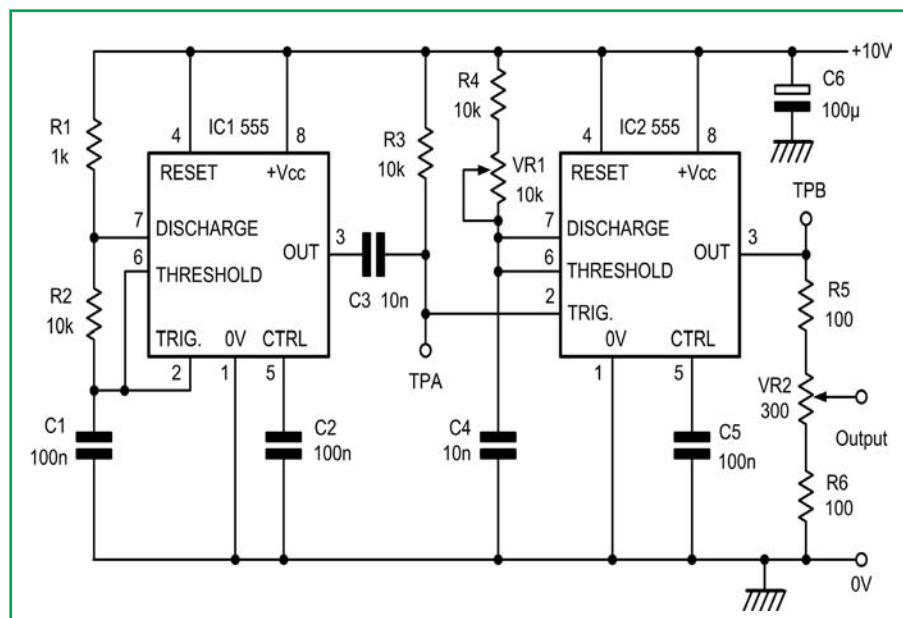 +10V
R1
1k
4
IC1 555
8
RESET
+Vcc
7
DISCHARGE
6
THRESHOLD
OUT
3
R2
10k
TRIG.
0V
CTRL
2
1
5
C1
100n
C2
100n
C3 10n
R3
10k
TPA
R4
10k
VR1
10k
4
IC2 555
8
RESET
+Vcc
7
DISCHARGE
6
THRESHOLD
2
TRIG.
OUT
3
0V
CTRL
1
5
C4
10n
C5
100n
C6
100µ
TPB
R5
100
VR2
300
Output
R6
100
0V